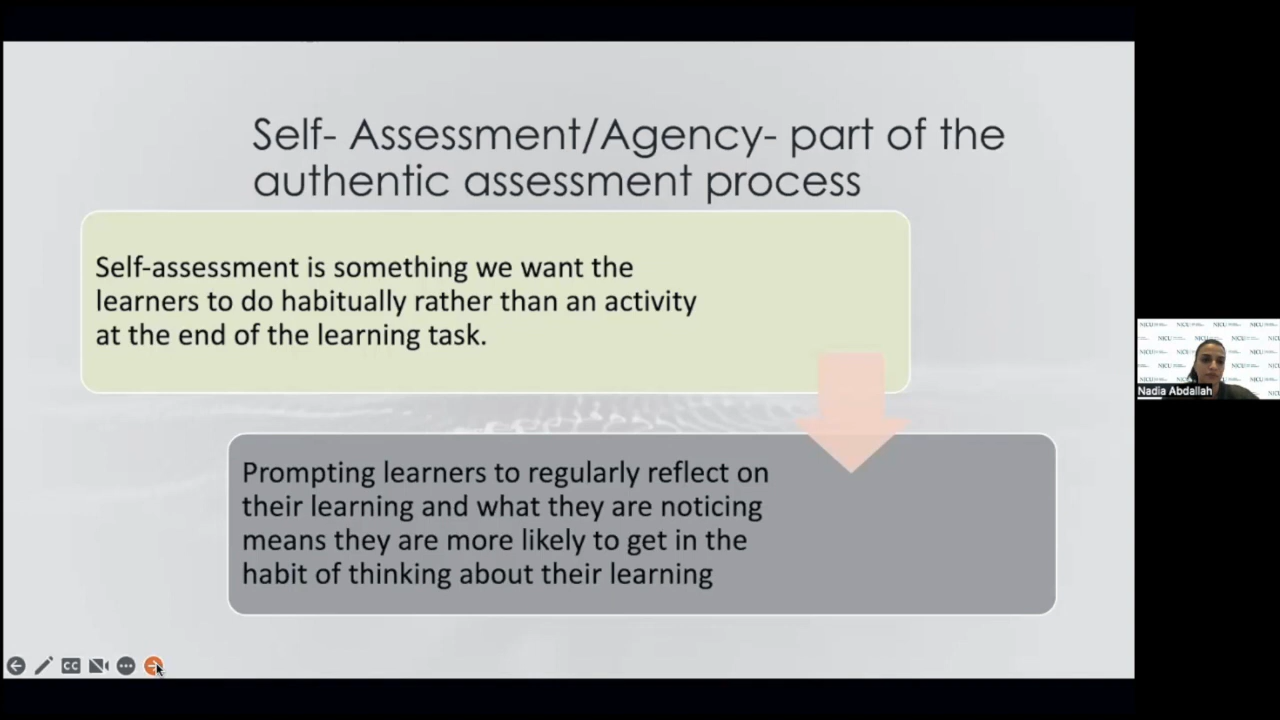 Self- Assessment/Agency- part of the
authentic assessment process
Self-assessment is something we want the
learners to do habitually rather than an activity
at the end of the learning task.
Prompting learners to regularly reflect on
their learning and what they are noticing
means they are more likely to get in the
habit of thinking about their learning
CC
Nadia Abdallah